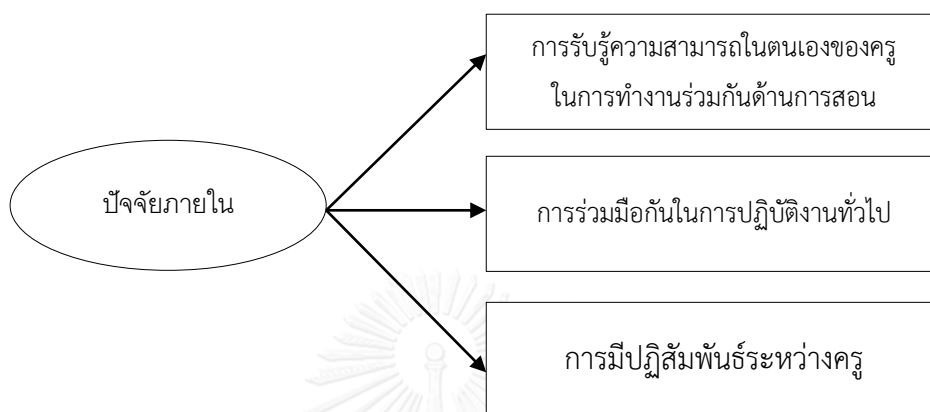 การรับรู้ความสามารถในตนเองของครู
ในการทำงานร่วมกันด้านการสอน
ปัจจัยภายใน
การร่วมมือกันในการปฏิบัติงานทั่วไป
การมีปฏิสัมพันธ์ระหว่างครู